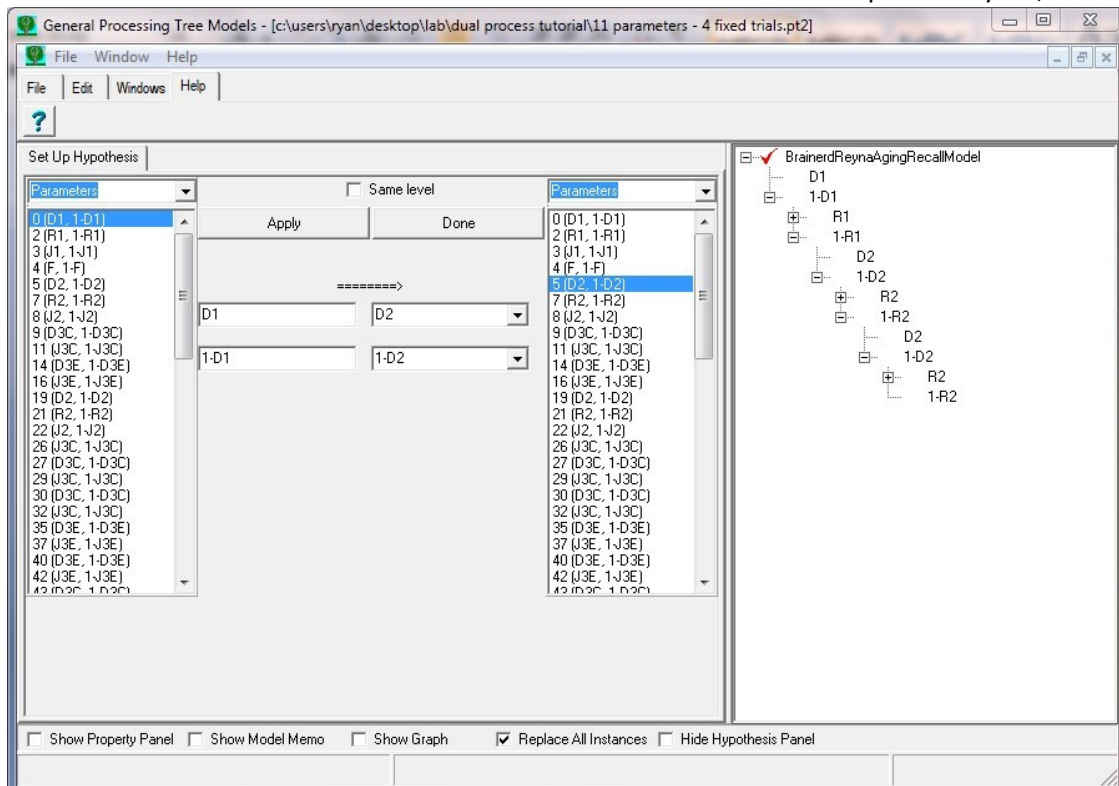 General Processing Tree Models - [c:\users\ryan\desktop\lab\dual process tutorial\11 parameters - 4 fixed trials.pt2]
File Window Help
File Edit Windows Help
?
Set Up Hypothesis
Parameters
Same level
Parameters
Apply
Done
0 (D1, 1-D1)
2 (R1, 1-R1)
3 (J1, 1-J1)
4 (F, 1-F)
5 (D2, 1-D2)
7 (R2, 1-R2)
8 (J2, 1-J2)
9 (D3C, 1-D3C)
11 (J3C, 1-J3C)
14 (D3E, 1-D3E)
16 (J3E, 1-J3E)
19 (D2, 1-D2)
21 (R2, 1-R2)
22 (J2, 1-J2)
26 (J3C, 1-J3C)
27 (D3C, 1-D3C)
29 (J3C, 1-J3C)
30 (D3C, 1-D3C)
32 (J3C, 1-J3C)
35 (D3E, 1-D3E)
37 (J3E, 1-J3E)
40 (D3E, 1-D3E)
42 (J3E, 1-J3E)
43 (D3C, 1-D3C)
========>
D1
D2
1-D1
1-D2
0 (D1, 1-D1)
2 (R1, 1-R1)
3 (J1, 1-J1)
4 (F, 1-F)
5 (D2, 1-D2)
7 (R2, 1-R2)
8 (J2, 1-J2)
9 (D3C, 1-D3C)
11 (J3C, 1-J3C)
14 (D3E, 1-D3E)
16 (J3E, 1-J3E)
19 (D2, 1-D2)
21 (R2, 1-R2)
22 (J2, 1-J2)
26 (J3C, 1-J3C)
27 (D3C, 1-D3C)
29 (J3C, 1-J3C)
30 (D3C, 1-D3C)
32 (J3C, 1-J3C)
35 (D3E, 1-D3E)
37 (J3E, 1-J3E)
40 (D3E, 1-D3E)
42 (J3E, 1-J3E)
43 (D3C, 1-D3C)
BrainerdReynaAgingRecallModel
D1
1-D1
R1
1-R1
D2
1-D2
R2
1-R2
D2
1-D2
R2
1-R2
Show Property Panel Show Model Memo Show Graph Replace All Instances Hide Hypothesis Panel